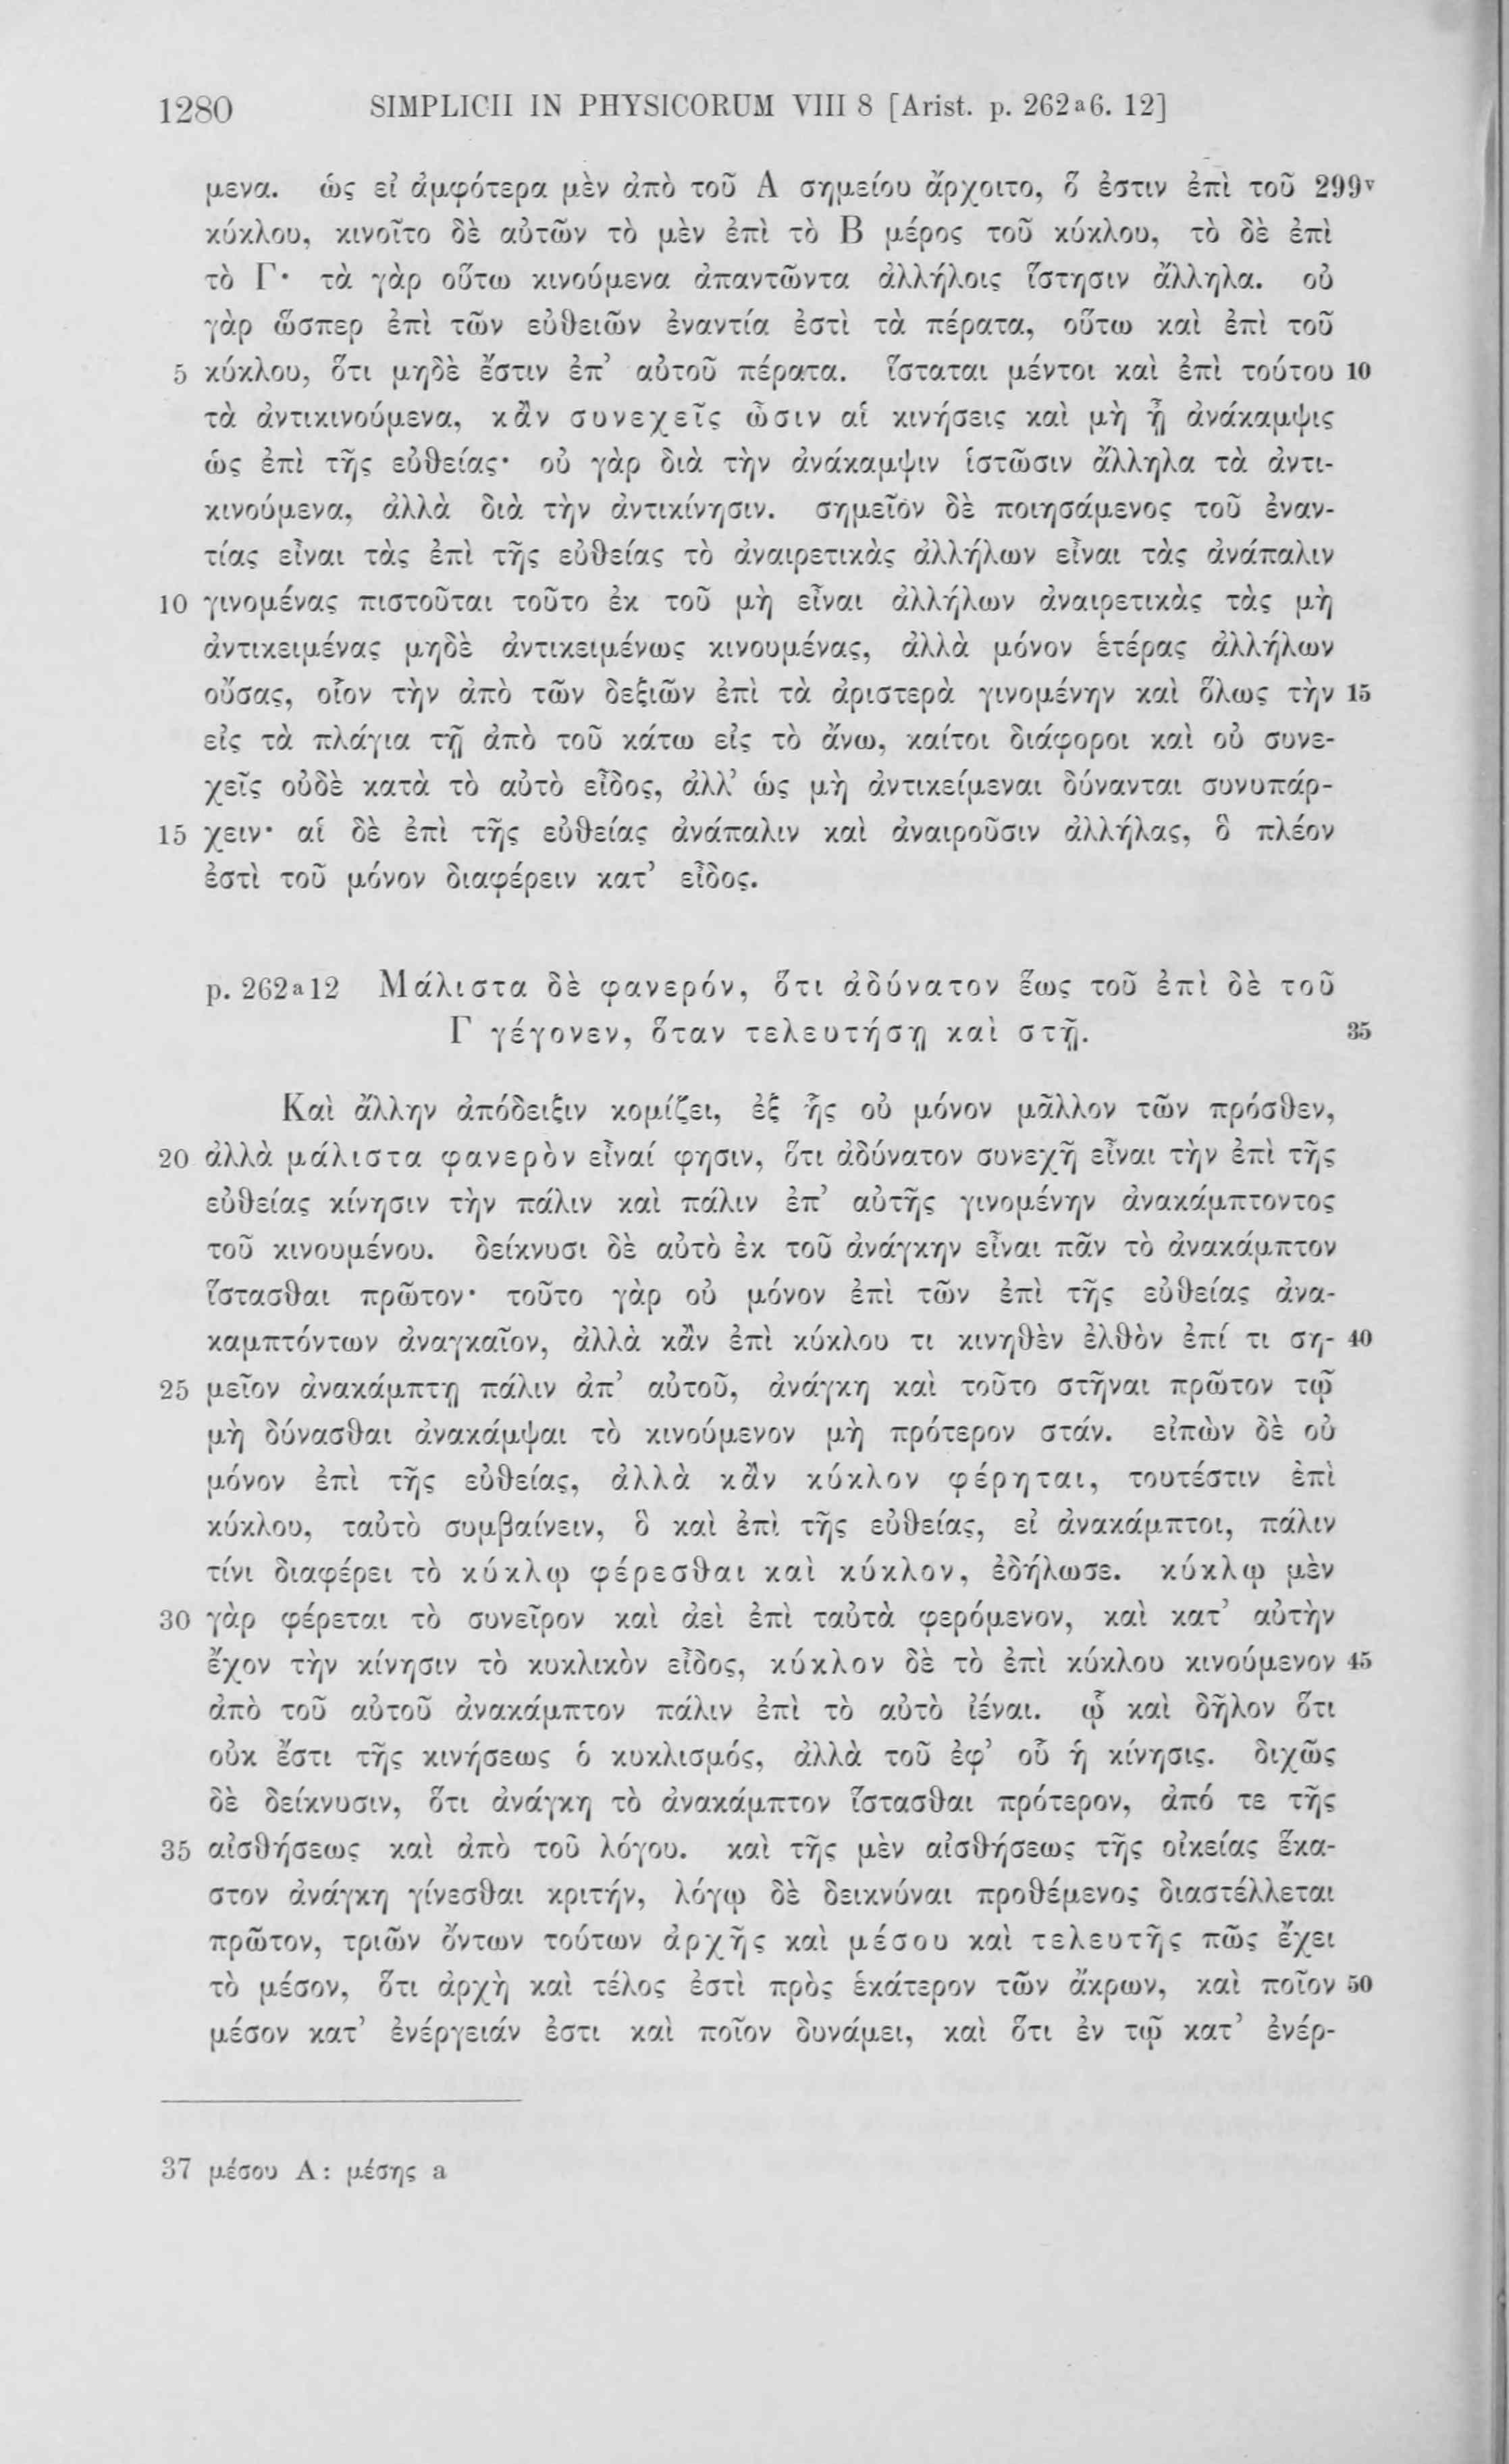 1280 SIMPLICII IN PHYSICORUM VIII 8 [Arist. p. 262a6. 12]
μενα. ὡς εἰ ἀμφότερα μὲν ἀπὸ τοῦ Α σημείου ἄρχοιτο, ὅ ἐστιν ἐπὶ τοῦ 299v
κύκλου, κινοῖτο δὲ αὐτῶν τὸ μὲν ἐπὶ τὸ Β μέρος τοῦ κύκλου, τὸ δὲ ἐπὶ
τὸ Γ· τὰ γὰρ οὕτω κινούμενα ἀπαντῶντα ἀλλήλοις ἵστησιν ἄλληλα. οὐ
γὰρ ὥσπερ ἐπὶ τῶν εὐθειῶν ἐναντία ἐστὶ τὰ πέρατα, οὕτω καὶ ἐπὶ τοῦ
5 κύκλου, ὅτι μηδὲ ἔστιν ἐπ’ αὐτοῦ πέρατα. ἵσταται μέντοι καὶ ἐπὶ τούτου 10
τὰ ἀντικινούμενα, κἂν συνεχεῖς ὦσιν αἱ κινήσεις καὶ μὴ ᾖ ἀνάκαμψις
ὡς ἐπὶ τῆς εὐθείας· οὐ γὰρ διὰ τὴν ἀνάκαμψιν ἱστῶσιν ἄλληλα τὰ ἀντι-
κινούμενα, ἀλλὰ διὰ τὴν ἀντικίνησιν. σημεῖον δὲ ποιησάμενος τοῦ ἐναν-
τίας εἶναι τὰς ἐπὶ τῆς εὐθείας τὸ ἀναιρετικὰς ἀλλήλων εἶναι τὰς ἀνάπαλιν
10 γινομένας πιστοῦται τοῦτο ἐκ τοῦ μὴ εἶναι ἀλλήλων ἀναιρετικὰς τὰς μὴ
ἀντικειμένας μηδὲ ἀντικειμένως κινουμένας, ἀλλὰ μόνον ἑτέρας ἀλλήλων
οὔσας, οἷον τὴν ἀπὸ τῶν δεξιῶν ἐπὶ τὰ ἀριστερὰ γινομένην καὶ ὅλως τὴν 15
εἰς τὰ πλάγια τῇ ἀπὸ τοῦ κάτω εἰς τὸ ἄνω, καίτοι διάφοροι καὶ οὐ συνε-
χεῖς οὐδὲ κατὰ τὸ αὐτὸ εἶδος, ἀλλ’ ὡς μὴ ἀντικείμεναι δύνανται συνυπάρ-
15 χειν· αἱ δὲ ἐπὶ τῆς εὐθείας ἀνάπαλιν καὶ ἀναιροῦσιν ἀλλήλας, ὃ πλέον
ἐστὶ τοῦ μόνον διαφέρειν κατ’ εἶδος.
p. 262a12 Μάλιστα δὲ φανερόν, ὅτι ἀδύνατον ἕως τοῦ ἐπὶ δὲ τοῦ
Γ γέγονεν, ὅταν τελευτήσῃ καὶ στῇ. 35
Καὶ ἄλλην ἀπόδειξιν κομίζει, ἐξ ἧς οὐ μόνον μᾶλλον τῶν πρόσθεν,
20 ἀλλὰ μάλιστα φανερὸν εἶναί φησιν, ὅτι ἀδύνατον συνεχῆ εἶναι τὴν ἐπὶ τῆς
εὐθείας κίνησιν τὴν πάλιν καὶ πάλιν ἐπ’ αὐτῆς γινομένην ἀνακάμπτοντος
τοῦ κινουμένου. δείκνυσι δὲ αὐτὸ ἐκ τοῦ ἀνάγκην εἶναι πᾶν τὸ ἀνακάμπτον
ἵστασθαι πρῶτον· τοῦτο γὰρ οὐ μόνον ἐπὶ τῶν ἐπὶ τῆς εὐθείας ἀνα-
καμπτόντων ἀναγκαῖον, ἀλλὰ κἂν ἐπὶ κύκλου τι κινηθὲν ἐλθὸν ἐπί τι ση- 40
25 μεῖον ἀνακάμπτῃ πάλιν ἀπ’ αὐτοῦ, ἀνάγκη καὶ τοῦτο στῆναι πρῶτον τῷ
μὴ δύνασθαι ἀνακάμψαι τὸ κινούμενον μὴ πρότερον στάν. εἰπὼν δὲ οὐ
μόνον ἐπὶ τῆς εὐθείας, ἀλλὰ κἂν κύκλον φέρηται, τουτέστιν ἐπὶ
κύκλου, ταὐτὸ συμβαίνειν, ὃ καὶ ἐπὶ τῆς εὐθείας, εἰ ἀνακάμπτοι, πάλιν
τίνι διαφέρει τὸ κύκλῳ φέρεσθαι καὶ κύκλον, ἐδήλωσε. κύκλῳ μὲν
30 γὰρ φέρεται τὸ συνεῖρον καὶ ἀεὶ ἐπὶ ταὐτὰ φερόμενον, καὶ κατ’ αὐτὴν
ἔχον τὴν κίνησιν τὸ κυκλικὸν εἶδος, κύκλον δὲ τὸ ἐπὶ κύκλου κινούμενον 45
ἀπὸ τοῦ αὐτοῦ ἀνακάμπτον πάλιν ἐπὶ τὸ αὐτὸ ἰέναι. ᾧ καὶ δῆλον ὅτι
οὐκ ἔστι τῆς κινήσεως ὁ κυκλισμός, ἀλλὰ τοῦ ἐφ’ οὗ ἡ κίνησις. διχῶς
δὲ δείκνυσιν, ὅτι ἀνάγκη τὸ ἀνακάμπτον ἵστασθαι πρότερον, ἀπό τε τῆς
35 αἰσθήσεως καὶ ἀπὸ τοῦ λόγου. καὶ τῆς μὲν αἰσθήσεως τῆς οἰκείας ἕκα-
στον ἀνάγκη γίνεσθαι κριτήν, λόγῳ δὲ δεικνύναι προθέμενος διαστέλλεται
πρῶτον, τριῶν ὄντων τούτων ἀρχῆς καὶ μέσου καὶ τελευτῆς πῶς ἔχει
τὸ μέσον, ὅτι ἀρχὴ καὶ τέλος ἐστὶ πρὸς ἑκάτερον τῶν ἄκρων, καὶ ποῖον 50
μέσον κατ’ ἐνέργειάν ἐστι καὶ ποῖον δυνάμει, καὶ ὅτι ἐν τῷ κατ’ ἐνέρ-
37 μέσου A: μέσης a